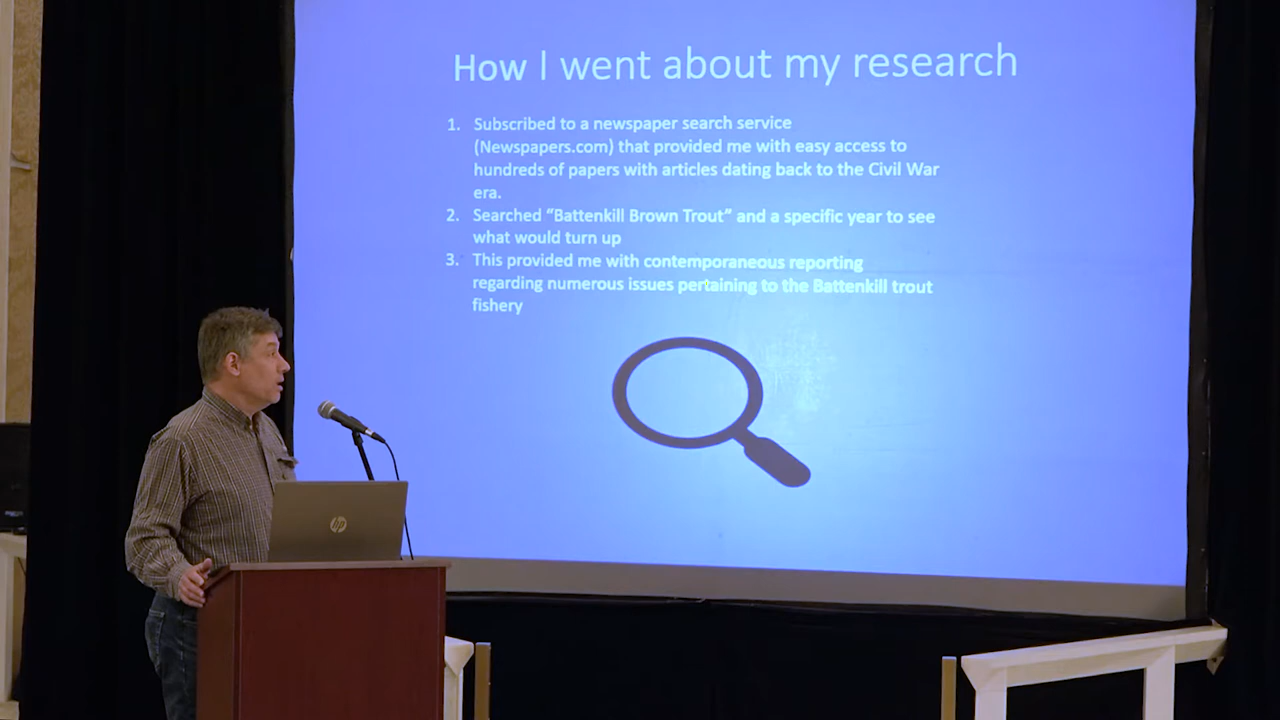 How I went about my research
1. Subscribed to a newspaper search service
(Newspapers.com) that provided me with easy access to
hundreds of papers with articles dating back to the Civil War
era.
2. Searched "Battenkill Brown Trout" and a specific year to see
what would turn up
3. This provided me with contemporaneous reporting
regarding numerous issues pertaining to the Battenkill trout
fishery
hp